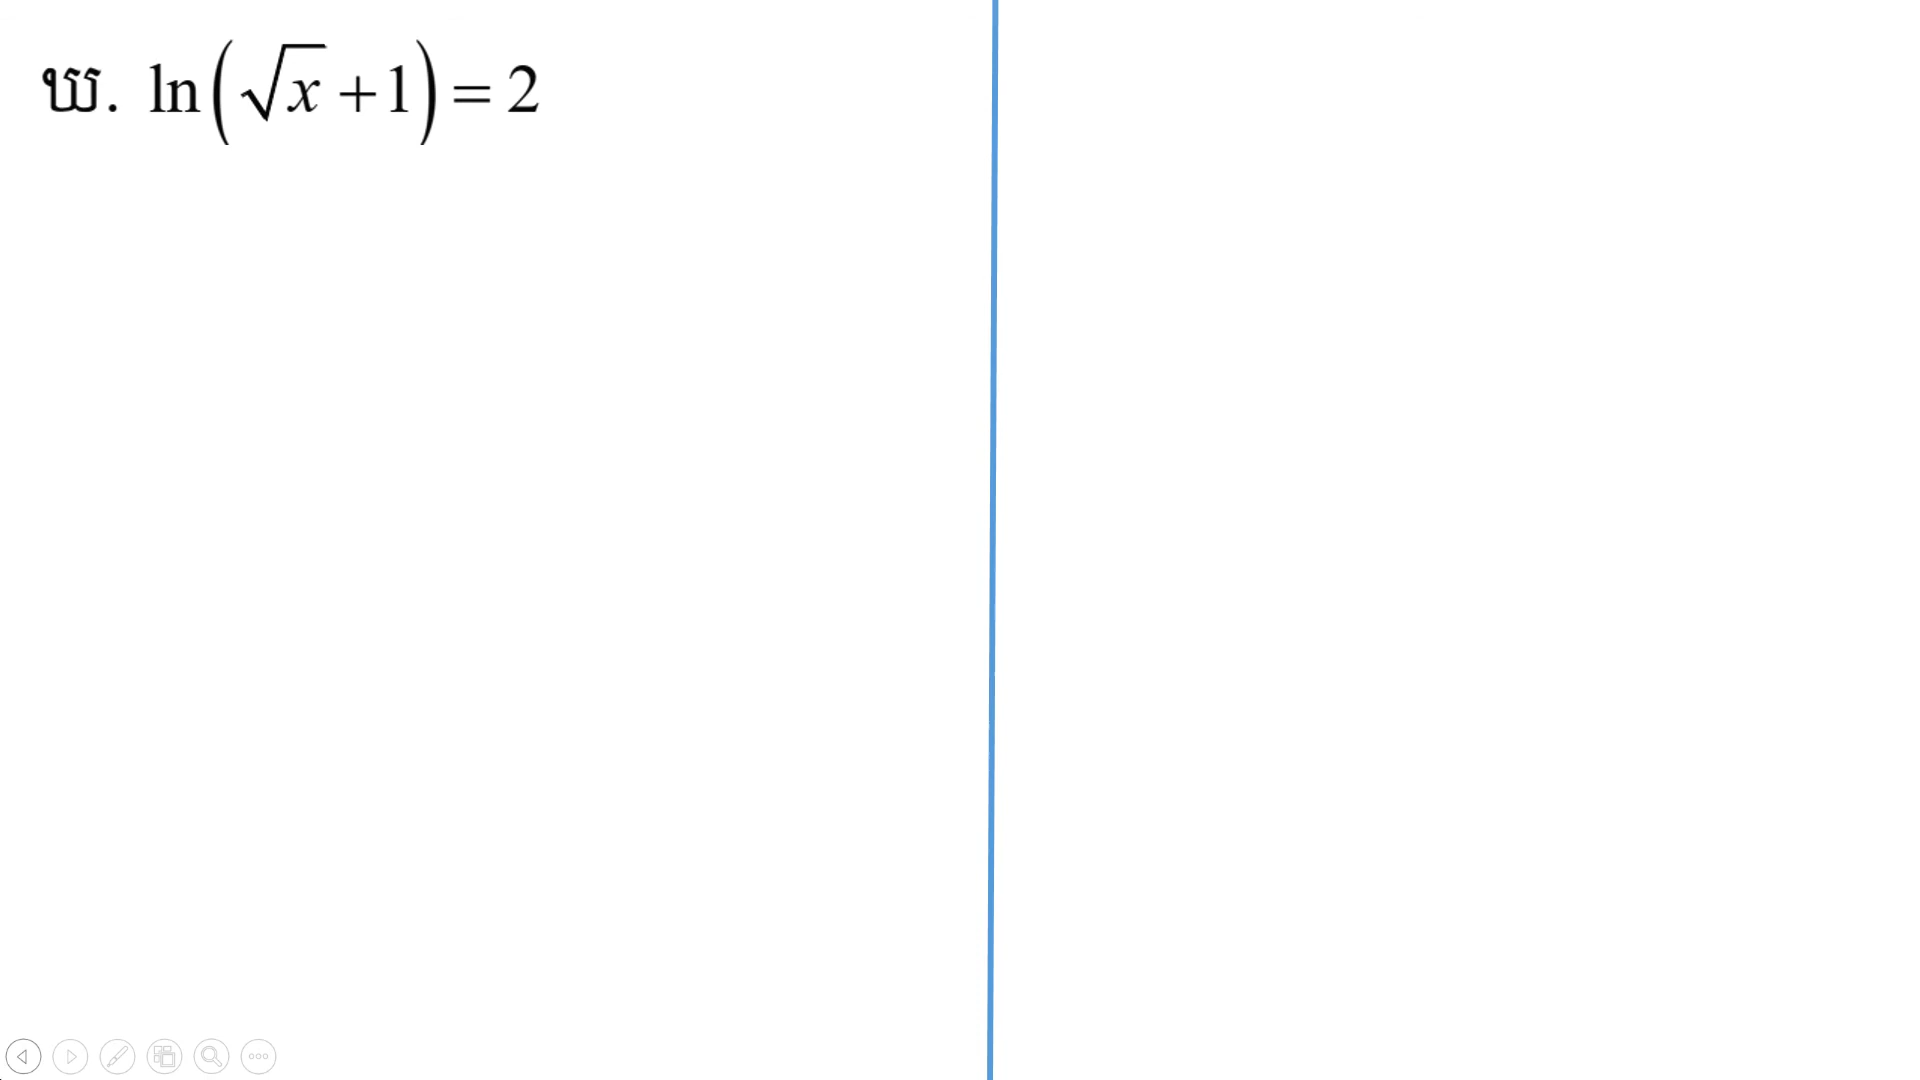 ឃ. ln(√x + 1) = 2